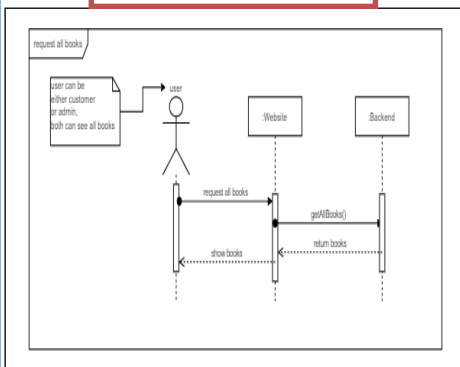 request all books
user can be
either customer
or admin,
both can see all books
user
:Website
:Backend
request all books
getAllBooks()
return books
show books